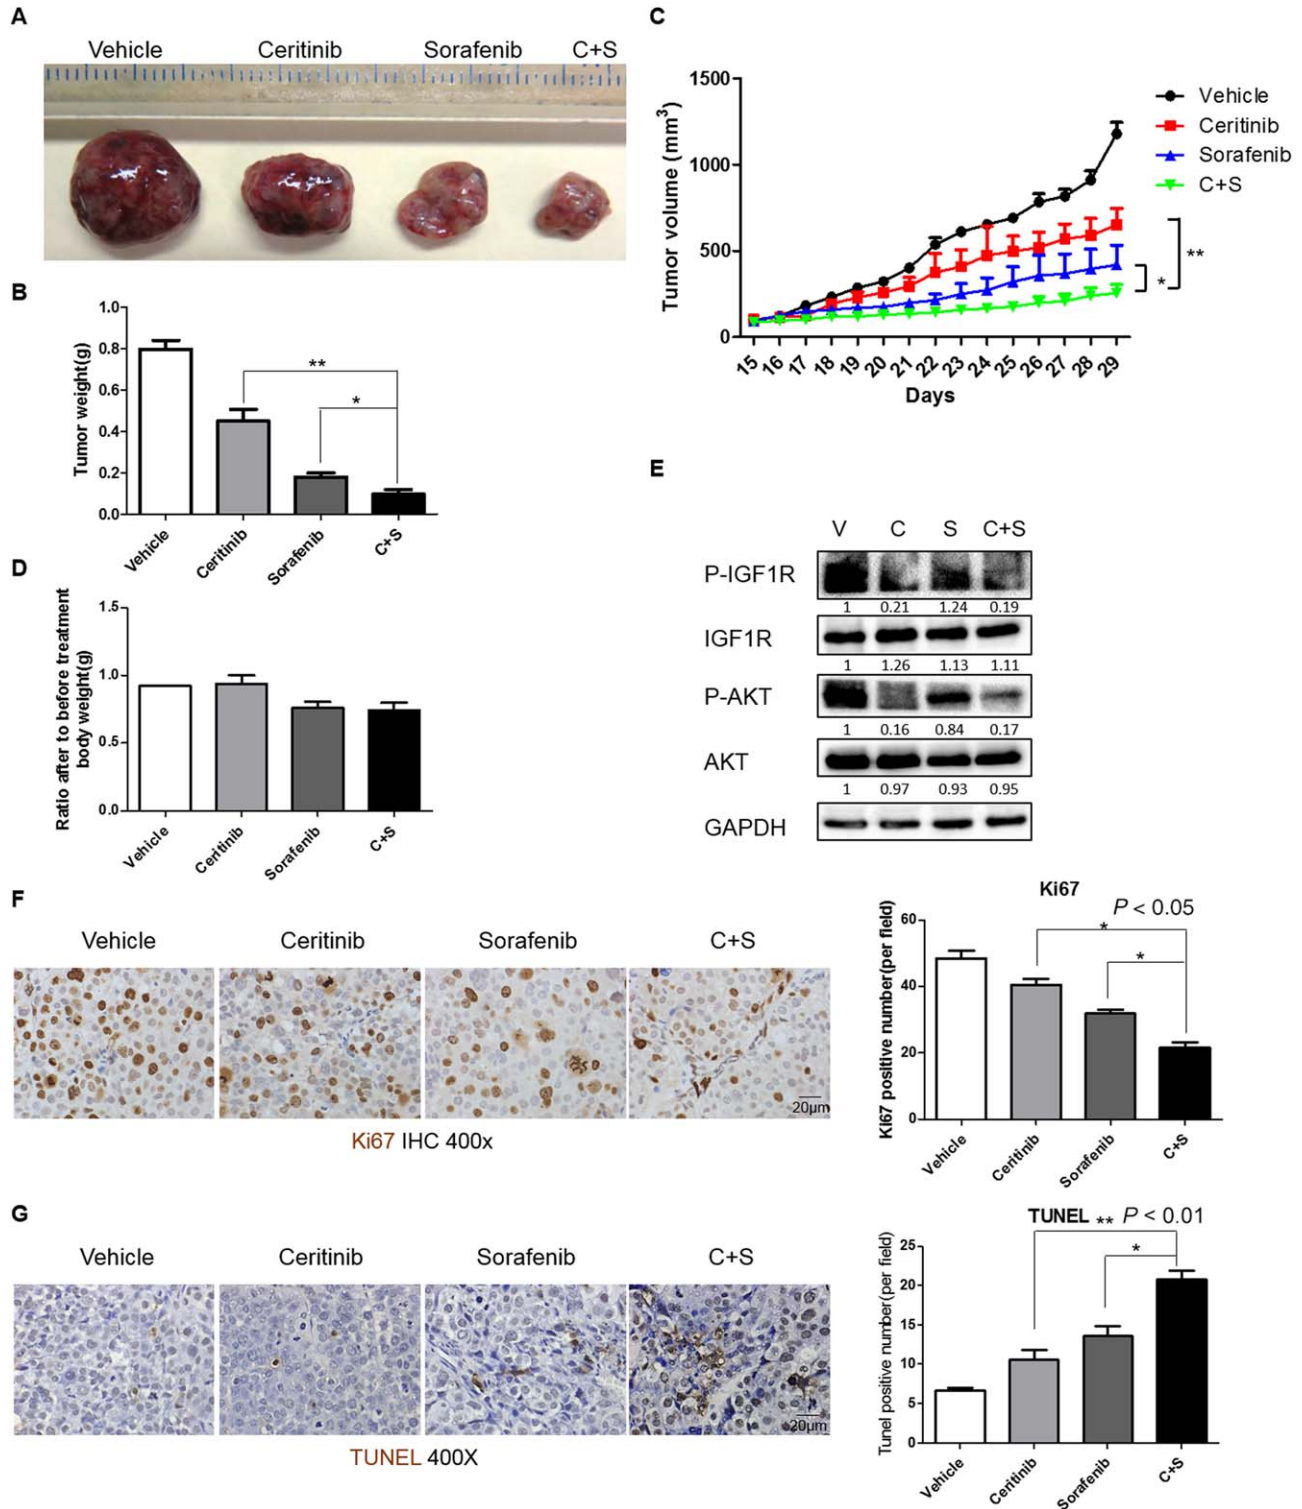 A
Vehicle Ceritinib Sorafenib C+S
B
Tumor weight(g)
1.0
0.8
0.6
0.4
0.2
0.0
**
*
Vehicle
Ceritinib
Sorafenib
C+S
C
Tumor volume (mm³)
1500
1000
500
0
15 16 17 18 19 20 21 22 23 24 25 26 27 28 29
Days
Vehicle
Ceritinib
Sorafenib
C+S
**
*
D
Ratio after to before treatment
body weight(g)
1.5
1.0
0.5
0.0
Vehicle
Ceritinib
Sorafenib
C+S
E
V C S C+S
P-IGF1R
1 0.21 1.24 0.19
IGF1R
1 1.26 1.13 1.11
P-AKT
1 0.16 0.84 0.17
AKT
1 0.97 0.93 0.95
GAPDH
F
Vehicle Ceritinib Sorafenib C+S
20µm
Ki67 IHC 400x
Ki67
P < 0.05
*
*
Ki67 positive number(per field)
60
40
20
0
Vehicle
Ceritinib
Sorafenib
C+S
G
Vehicle Ceritinib Sorafenib C+S
20µm
TUNEL 400X
TUNEL ** P < 0.01
*
Tunel positive number(per field)
25
20
15
10
5
0
Vehicle
Ceritinib
Sorafenib
C+S